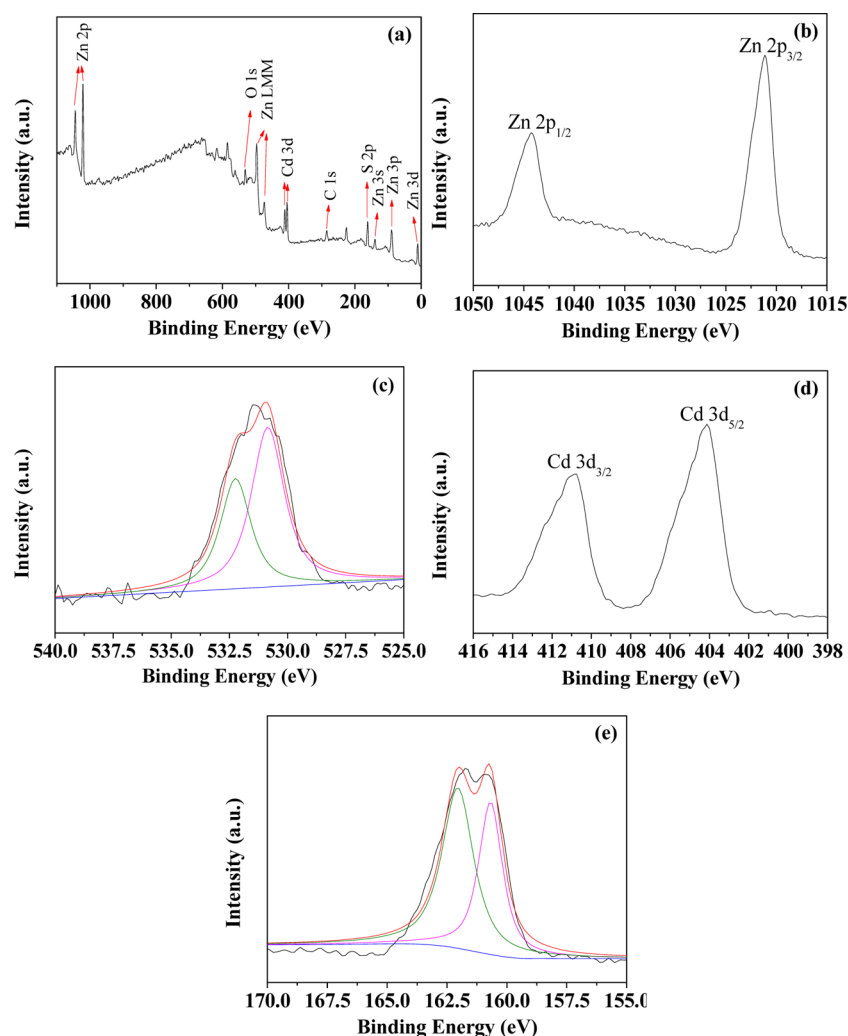 (a)
Zn 2p
O 1s
Zn LMM
Cd 3d
C 1s
S 2p
Zn 3s
Zn 3p
Zn 3d
Intensity (a.u.)
1000 800 600 400 200 0
Binding Energy (eV)
(b)
Zn 2p3/2
Zn 2p1/2
Intensity (a.u.)
1050 1045 1040 1035 1030 1025 1020 1015
Binding Energy (eV)
(c)
Intensity (a.u.)
540.0 537.5 535.0 532.5 530.0 527.5 525.0
Binding Energy (eV)
(d)
Cd 3d5/2
Cd 3d3/2
Intensity (a.u.)
416 414 412 410 408 406 404 402 400 398
Binding Energy (eV)
(e)
Intensity (a.u.)
170.0 167.5 165.0 162.5 160.0 157.5 155.0
Binding Energy (eV)